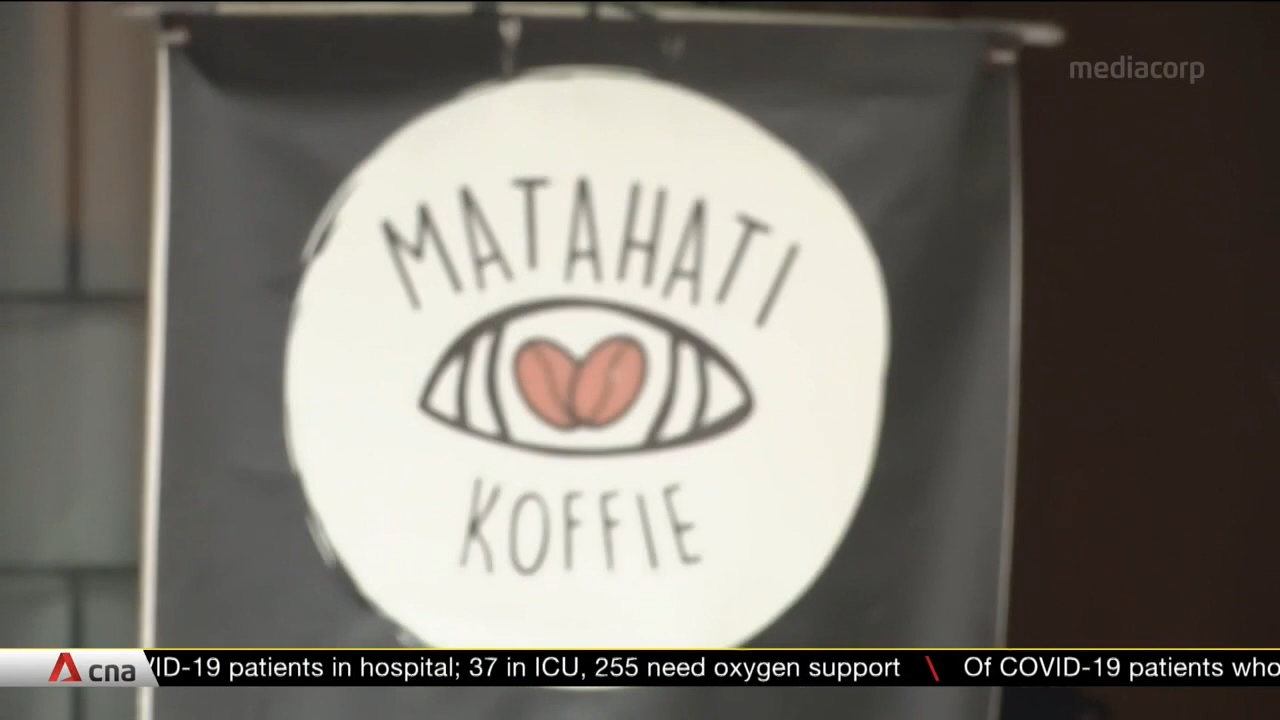 mediacorp
MATAHATI
KOFFIE
cna
VID-19 patients in hospital; 37 in ICU, 255 need oxygen support \ Of COVID-19 patients who